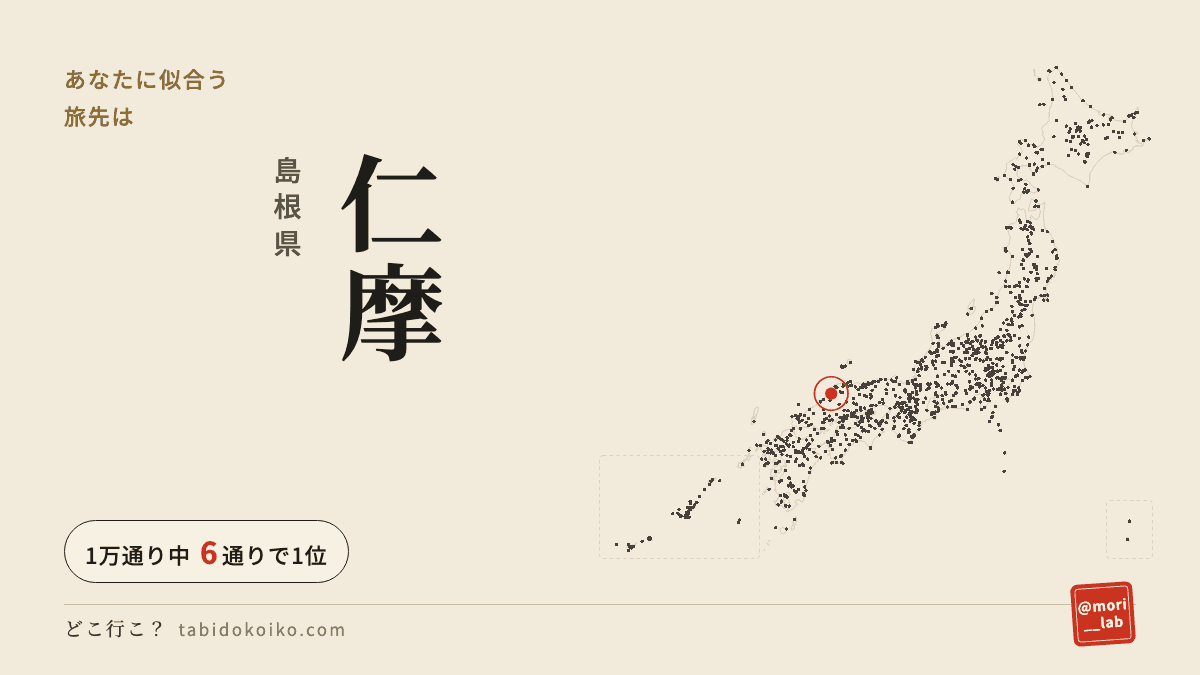 あなたに似合う
旅先は
仁摩
島根県
1万通り中 6通りで1位
どこ行こ？ tabidokoiko.com
@mori
__lab